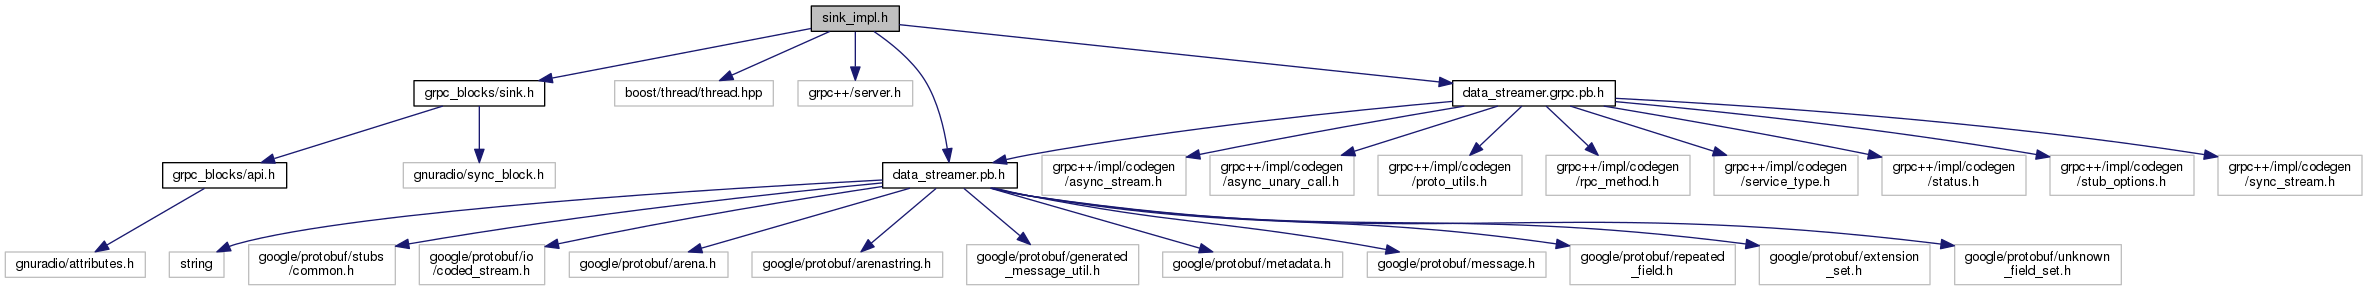 sink_impl.h
grpc_blocks/sink.h
boost/thread/thread.hpp
grpc++/server.h
data_streamer.grpc.pb.h
grpc_blocks/api.h
gnuradio/sync_block.h
data_streamer.pb.h
grpc++/impl/codegen
/async_stream.h
grpc++/impl/codegen
/async_unary_call.h
grpc++/impl/codegen
/proto_utils.h
grpc++/impl/codegen
/rpc_method.h
grpc++/impl/codegen
/service_type.h
grpc++/impl/codegen
/status.h
grpc++/impl/codegen
/stub_options.h
grpc++/impl/codegen
/sync_stream.h
gnuradio/attributes.h
string
google/protobuf/stubs
/common.h
google/protobuf/io
/coded_stream.h
google/protobuf/arena.h
google/protobuf/arenastring.h
google/protobuf/generated
_message_util.h
google/protobuf/metadata.h
google/protobuf/message.h
google/protobuf/repeated
_field.h
google/protobuf/extension
_set.h
google/protobuf/unknown
_field_set.h